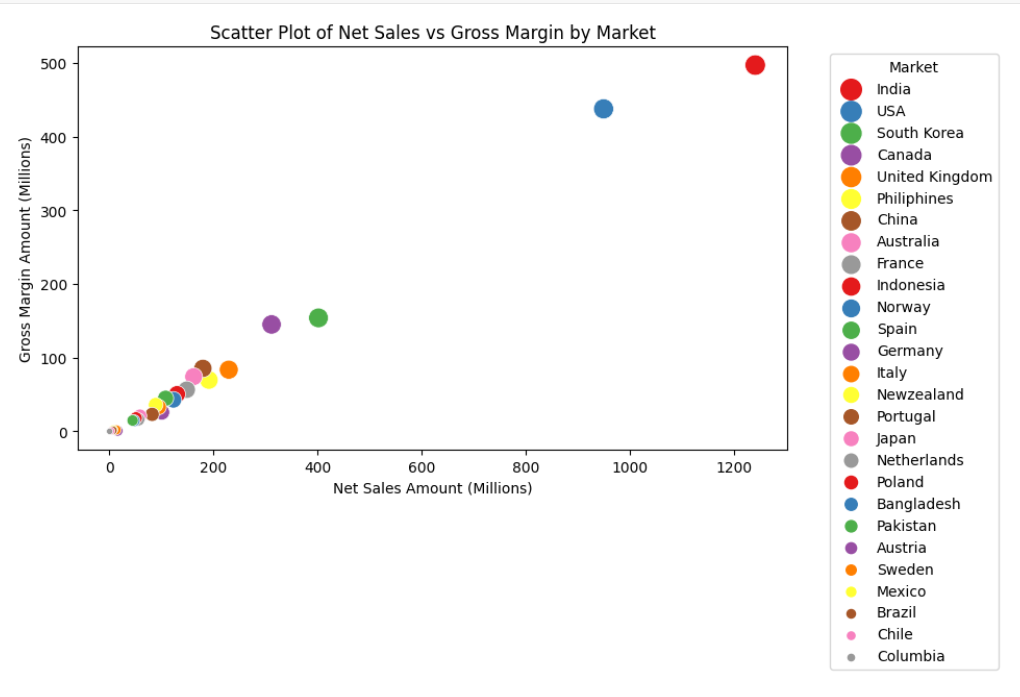 Scatter Plot of Net Sales vs Gross Margin by Market
500
400
300
200
100
0
Gross Margin Amount (Millions)
0 200 400 600 800 1000 1200
Net Sales Amount (Millions)
Market
India
USA
South Korea
Canada
United Kingdom
Philiphines
China
Australia
France
Indonesia
Norway
Spain
Germany
Italy
Newzealand
Portugal
Japan
Netherlands
Poland
Bangladesh
Pakistan
Austria
Sweden
Mexico
Brazil
Chile
Columbia